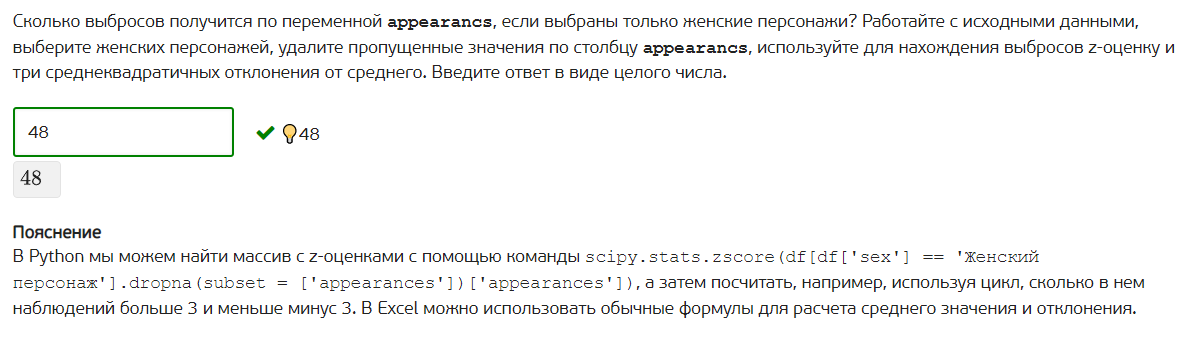 Сколько выбросов получится по переменной appearancs, если выбраны только женские персонажи? Работайте с исходными данными,
выберите женских персонажей, удалите пропущенные значения по столбцу appearancs, используйте для нахождения выбросов z-оценку и
три среднеквадратичных отклонения от среднего. Введите ответ в виде целого числа.
48 48
48
Пояснение
В Python мы можем найти массив с z-оценками с помощью команды scipy.stats.zscore(df[df['sex'] == 'Женский
персонаж'].dropna(subset = ['appearances'])['appearances']), а затем посчитать, например, используя цикл, сколько в нем
наблюдений больше 3 и меньше минус 3. В Excel можно использовать обычные формулы для расчета среднего значения и отклонения.